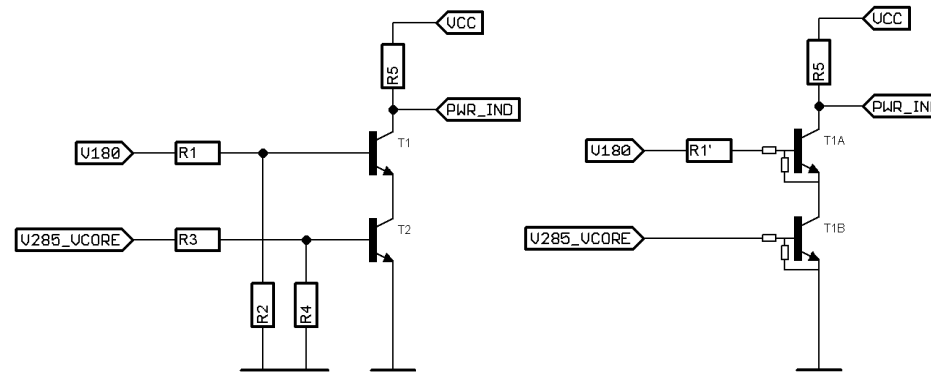 VCC
R5
PWR_IND
T1
V180
R1
T2
V285_VCORE
R3
R2
R4
VCC
R5
PWR_IN
T1A
V180
R1'
T1B
V285_VCORE